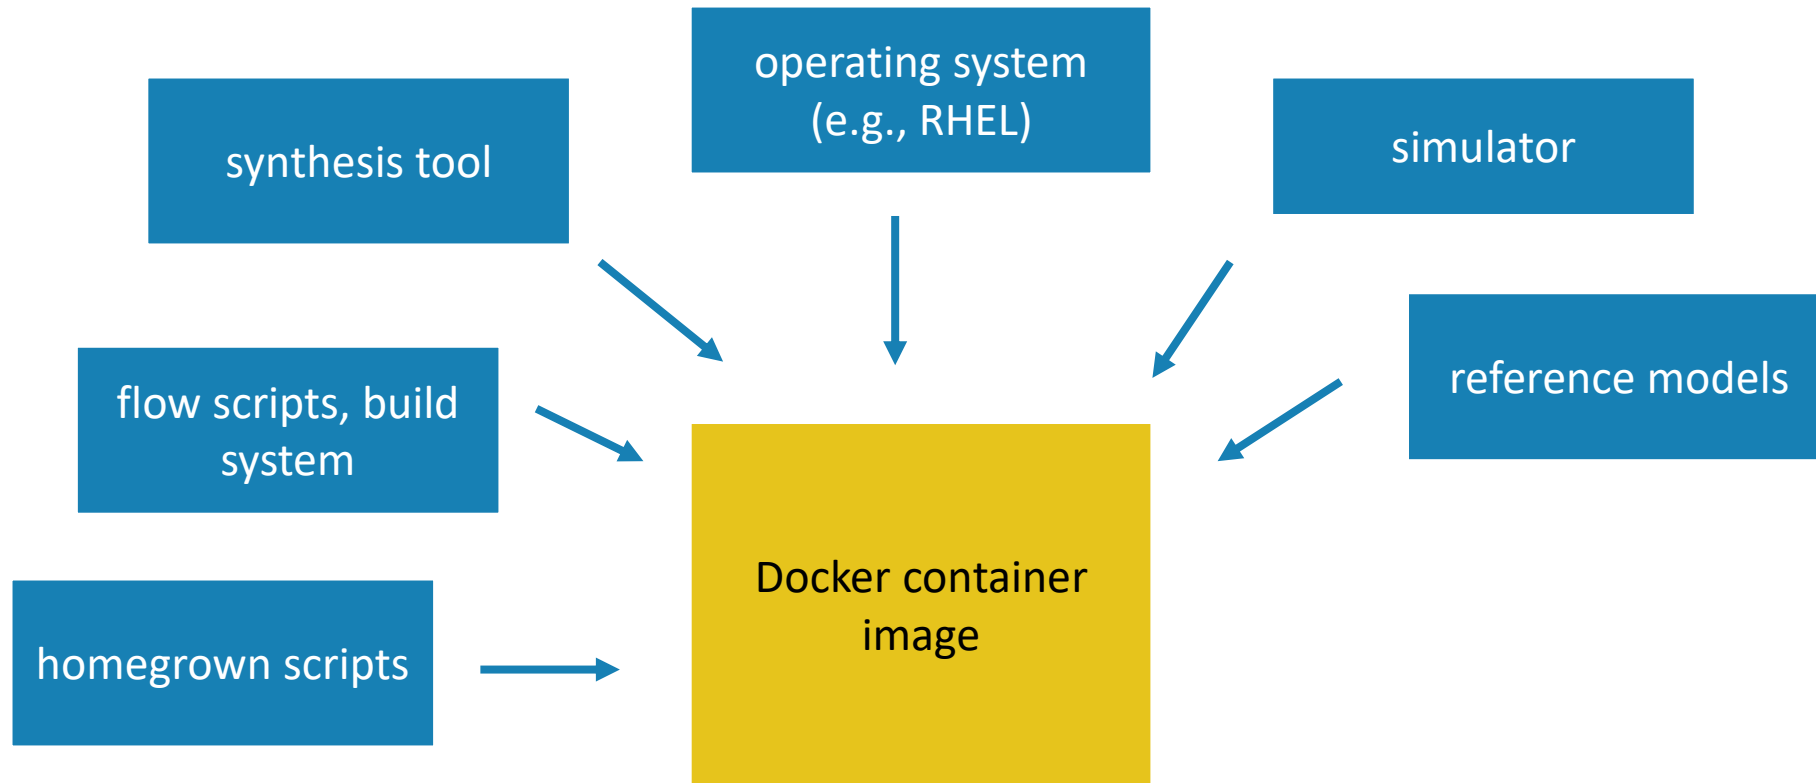 operating system
(e.g., RHEL)
synthesis tool
simulator
flow scripts, build
system
reference models
homegrown scripts
Docker container
image